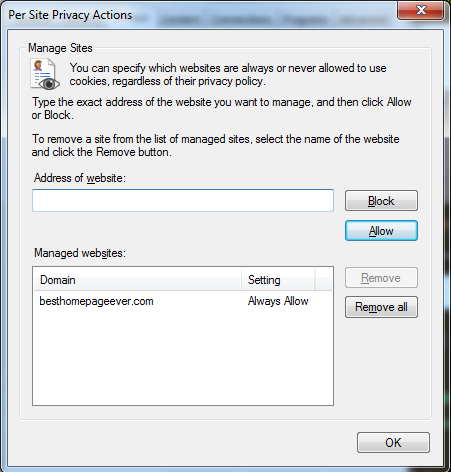 Per Site Privacy Actions
Content Connections Programs Advanced
Manage Sites
You can specify which websites are always or never allowed to use
cookies, regardless of their privacy policy.
Type the exact address of the website you want to manage, and then click Allow
or Block.
To remove a site from the list of managed sites, select the name of the website
and click the Remove button.
Address of website:
Block
Allow
Managed websites:
Domain Setting
Remove
besthomepageever.com Always Allow
Remove all
OK